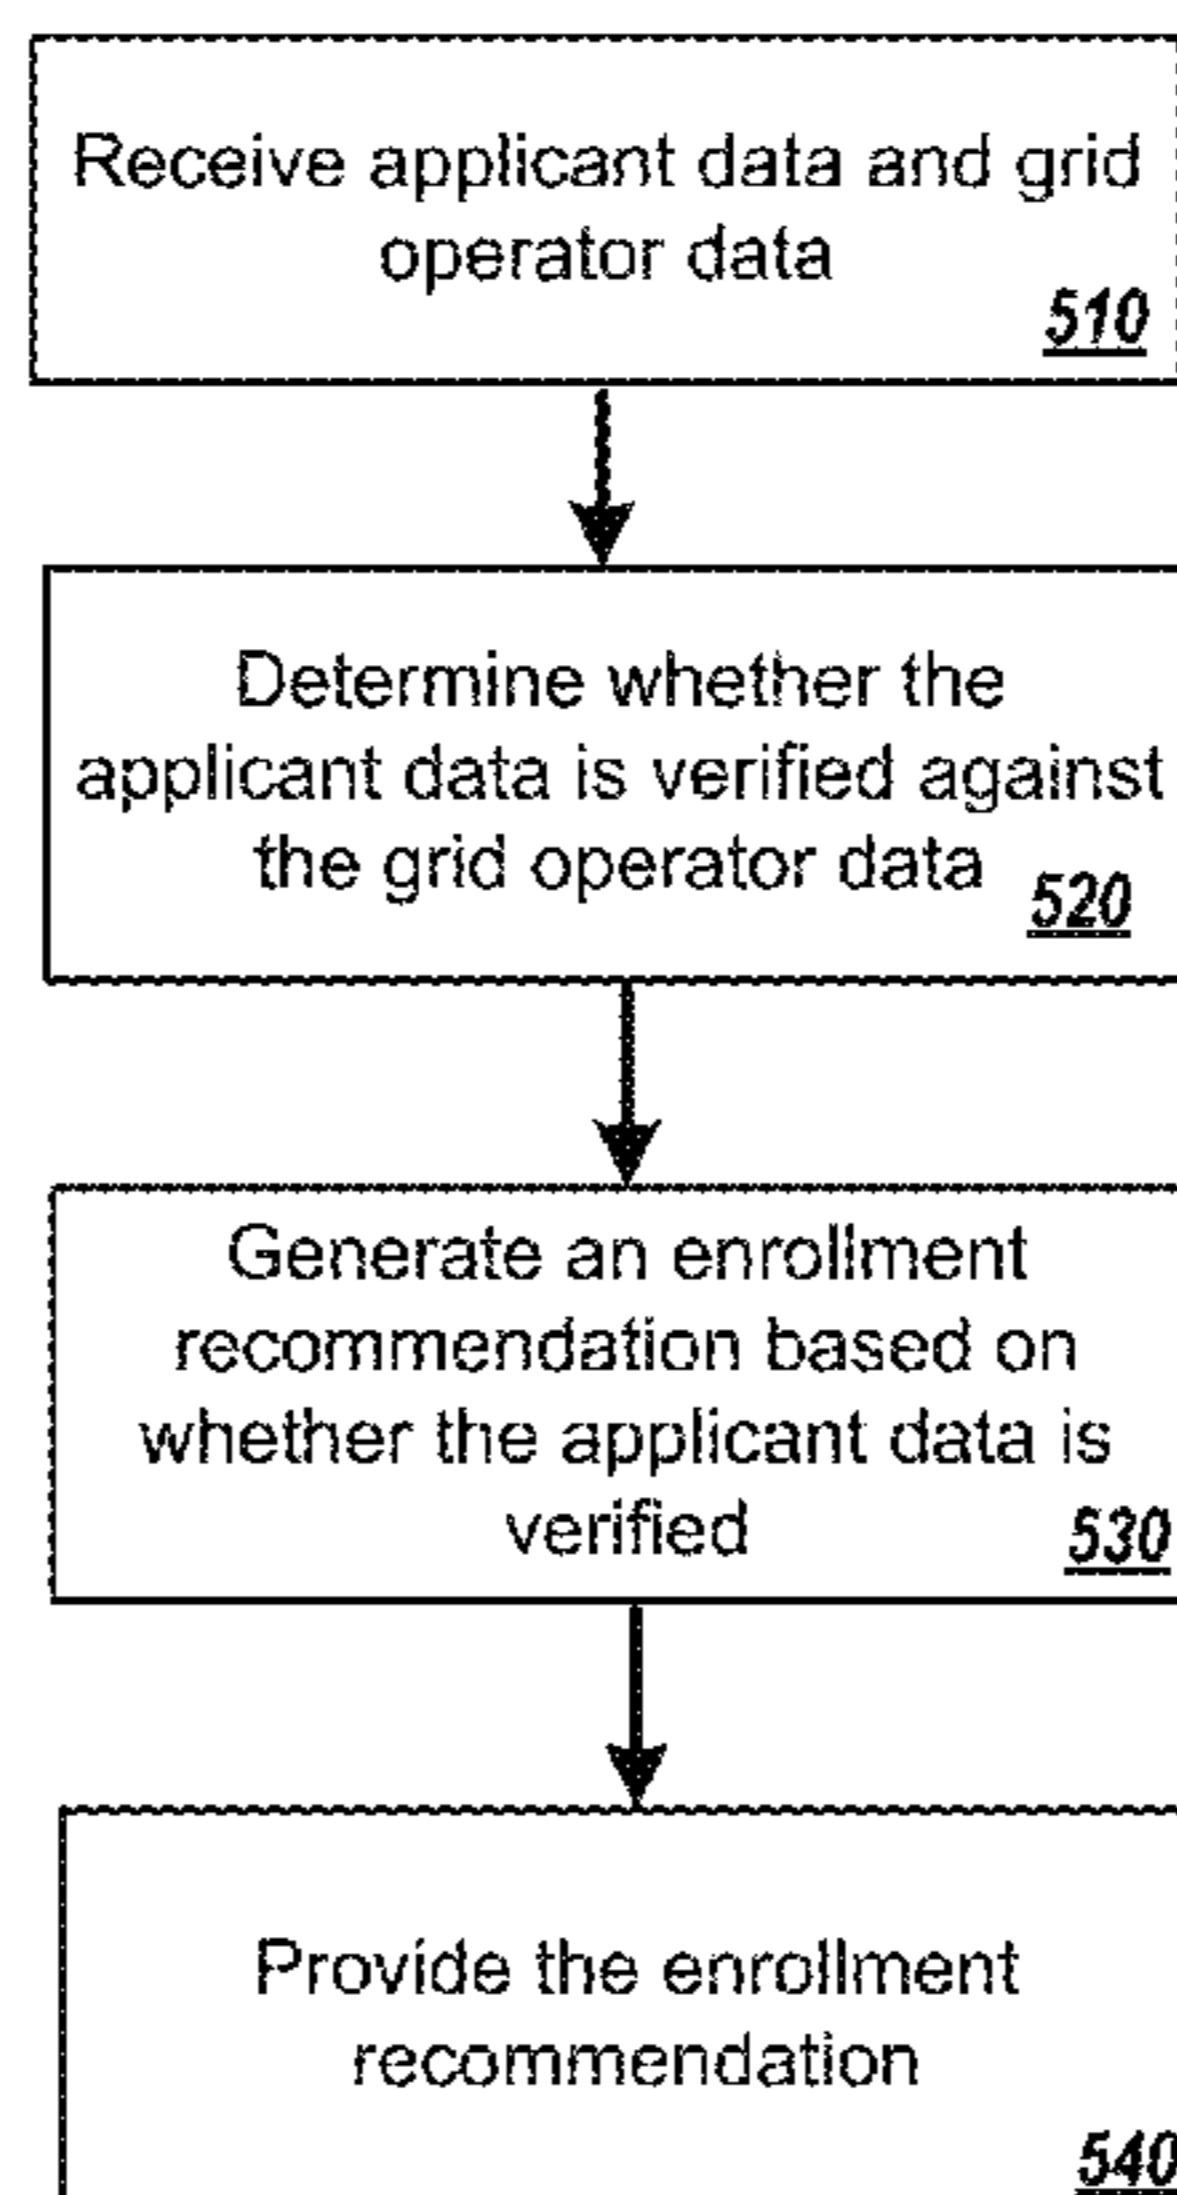 Receive applicant data and grid
operator data
510
Determine whether the
applicant data is verified against
the grid operator data
520
Generate an enrollment
recommendation based on
whether the applicant data is
verified
530
Provide the enrollment
recommendation
540